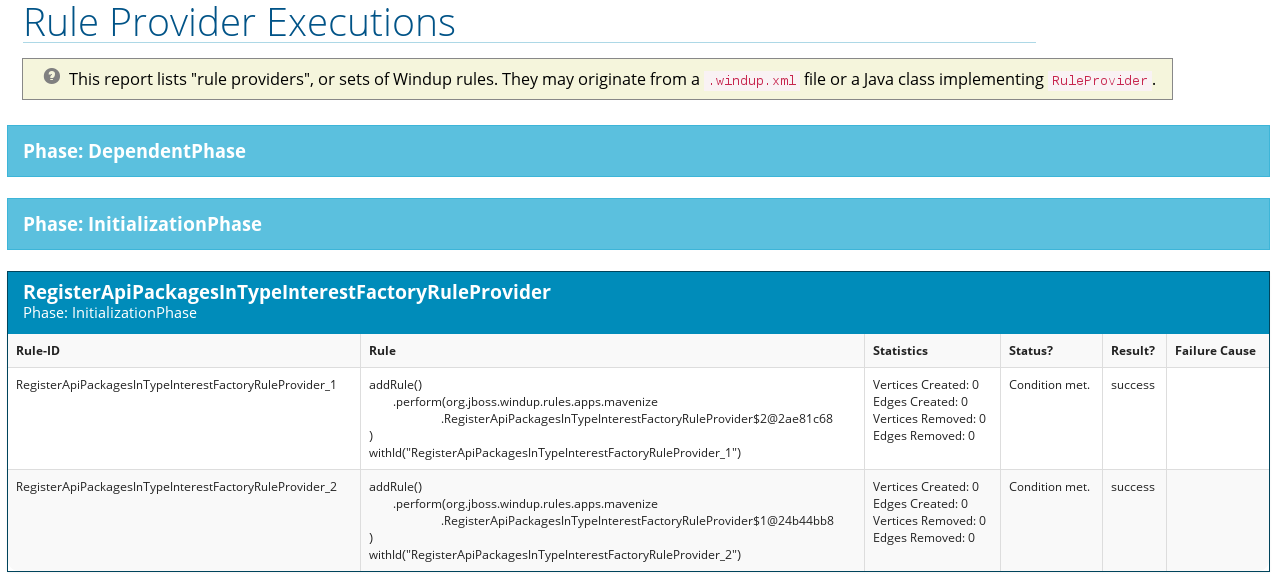 Rule Provider Executions
This report lists "rule providers", or sets of Windup rules. They may originate from a .windup.xml file or a Java class implementing RuleProvider.
Phase: DependentPhase
Phase: InitializationPhase
RegisterApiPackagesInTypeInterestFactoryRuleProvider
Phase: InitializationPhase
Rule-ID Rule Statistics Status? Result? Failure Cause
RegisterApiPackagesInTypeInterestFactoryRuleProvider_1 addRule() Vertices Created: 0 Condition met. success
.perform(org.jboss.windup.rules.apps.mavenize Edges Created: 0
.RegisterApiPackagesInTypeInterestFactoryRuleProvider$2@2ae81c68 Vertices Removed: 0
) Edges Removed: 0
withId("RegisterApiPackagesInTypeInterestFactoryRuleProvider_1")
RegisterApiPackagesInTypeInterestFactoryRuleProvider_2 addRule() Vertices Created: 0 Condition met. success
.perform(org.jboss.windup.rules.apps.mavenize Edges Created: 0
.RegisterApiPackagesInTypeInterestFactoryRuleProvider$1@24b44bb8 Vertices Removed: 0
) Edges Removed: 0
withId("RegisterApiPackagesInTypeInterestFactoryRuleProvider_2")